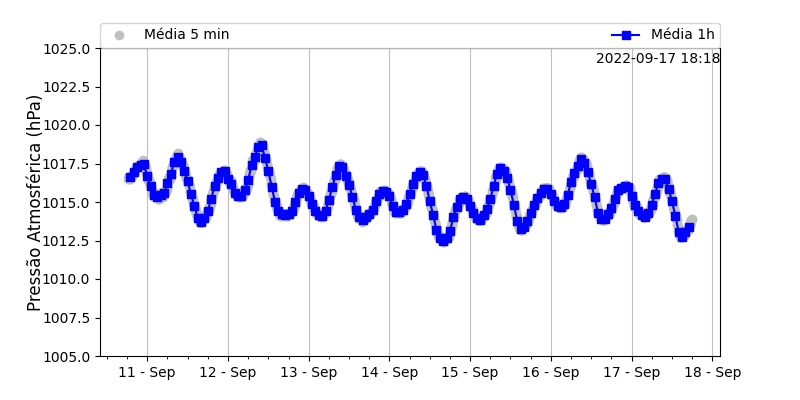 Média 5 min
Média 1h
2022-09-17 18:18
Pressão Atmosférica (hPa)
1025.0
1022.5
1020.0
1017.5
1015.0
1012.5
1010.0
1007.5
1005.0
11 - Sep
12 - Sep
13 - Sep
14 - Sep
15 - Sep
16 - Sep
17 - Sep
18 - Sep